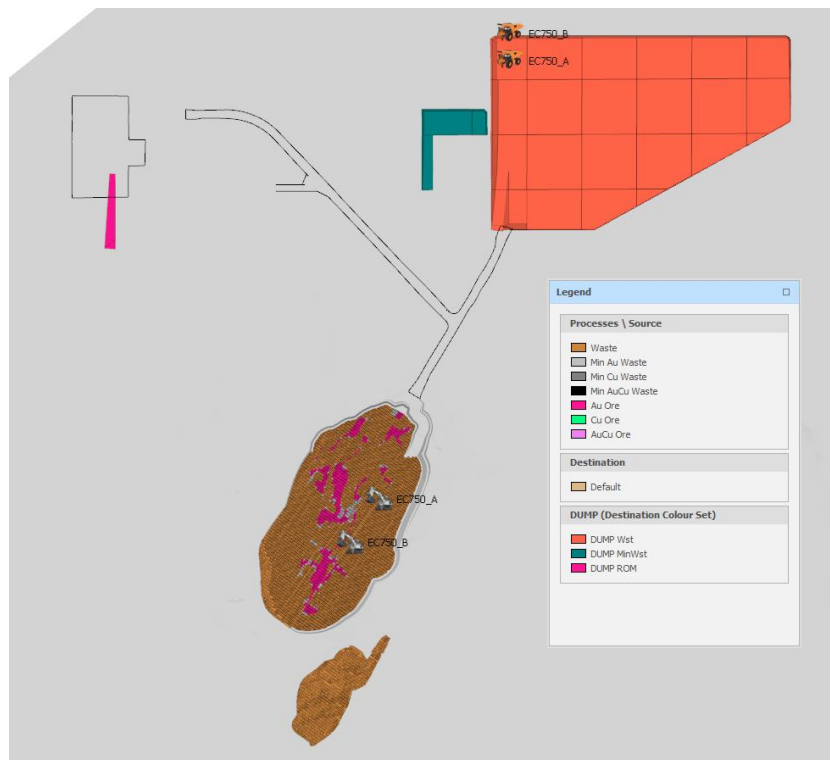 EC750_B
EC750_A
Legend
Processes \ Source
Waste
Min Au Waste
Min Cu Waste
Min AuCu Waste
Au Ore
Cu Ore
AuCu Ore
Destination
Default
DUMP (Destination Colour Set)
DUMP Wst
DUMP MinWst
DUMP ROM
EC750_A
EC750_B